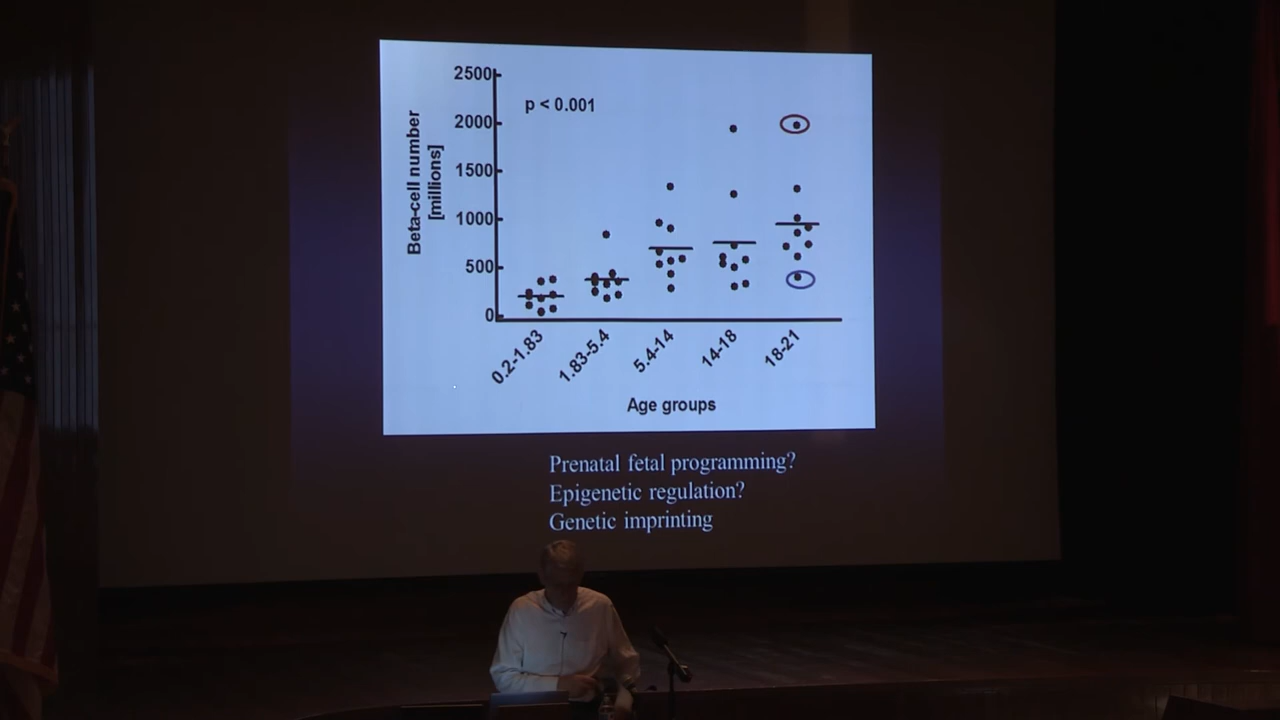 2500
p < 0.001
2000
1500
1000
500
0
Beta-cell number
[millions]
0.2-1.83
1.83-5.4
5.4-14
14-18
18-21
Age groups
Prenatal fetal programming?
Epigenetic regulation?
Genetic imprinting